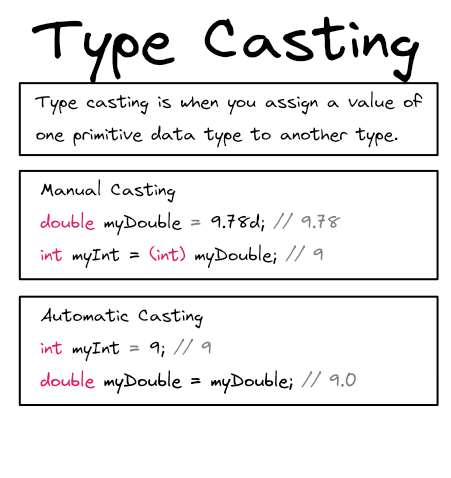 Type Casting
Type casting is when you assign a value of
one primitive data type to another type.
Manual Casting
double myDouble = 9.78d; // 9.78
int myInt = (int) myDouble; // 9
Automatic Casting
int myInt = 9; // 9
double myDouble = myDouble; // 9.0